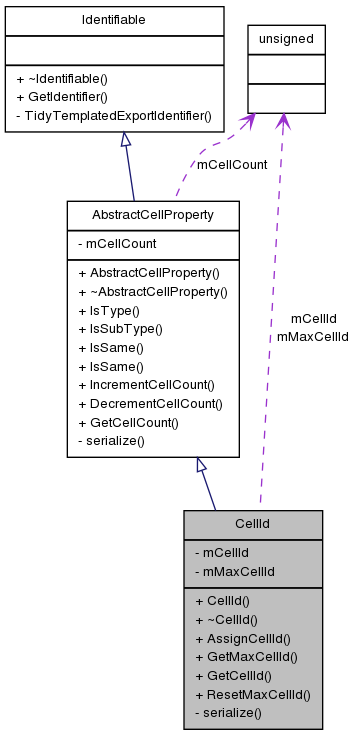 Identifiable
+ ~Identifiable()
+ GetIdentifier()
- TidyTemplatedExportIdentifier()
unsigned
mCellCount
AbstractCellProperty
- mCellCount
+ AbstractCellProperty()
+ ~AbstractCellProperty()
+ IsType()
+ IsSubType()
+ IsSame()
+ IsSame()
+ IncrementCellCount()
+ DecrementCellCount()
+ GetCellCount()
- serialize()
mCellId
mMaxCellId
CellId
- mCellId
- mMaxCellId
+ CellId()
+ ~CellId()
+ AssignCellId()
+ GetMaxCellId()
+ GetCellId()
+ ResetMaxCellId()
- serialize()